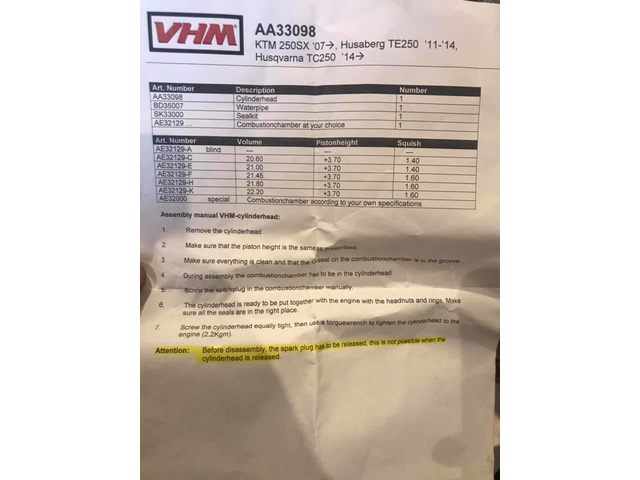 VHM
AA33098
KTM 250SX '07→, Husaberg TE250 '11-'14,
Husqvarna TC250 '14→
Art. Number Description Number
AA33098 Cylinderhead 1
BD35007 Waterpipe 1
SK33000 Sealkit 1
AE32129 ... Combustionchamber at your choice 1
Art. Number Volume Pistonheight Squish
AE32129-A blind --- --- ---
AE32129-C 20.60 +3.70 1.40
AE32129-E 21.00 +3.70 1.40
AE32129-F 21.45 +3.70 1.60
AE32129-H 21.80 +3.70 1.60
AE32129-K 22.20 +3.70 1.60
AE32000 special Combustionchamber according to your own specifications
Assembly manual VHM-cylinderhead:
1. Remove the cylinderhead
2. Make sure that the piston height is the same as prescribed
3. Make sure everything is clean and that the o-seal on the combustionchamber is in the groove.
4. During assembly the combustionchamber has to be in the cylinderhead
5. Screw the sparkplug in the combustionchamber manually.
6. The cylinderhead is ready to be put together with the engine with the headnuts and rings. Make
sure all the seals are in the right place.
7. Screw the cylinderhead equally tight, then use a torquewrench to tighten the cylinderhead to the
engine (2.2Kgm).
Attention: Before disassembly, the spark plug has to be released, this is not possible when the
cylinderhead is released.